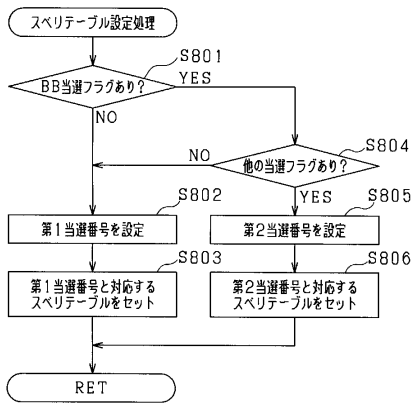 スベリテーブル設定処理
S801
BB当選フラグあり?
YES
NO
S804
他の当選フラグあり?
NO
YES
S802
第1当選番号を設定
S805
第2当選番号を設定
S803
第1当選番号と対応する
スベリテーブルをセット
S806
第2当選番号と対応する
スベリテーブルをセット
RET